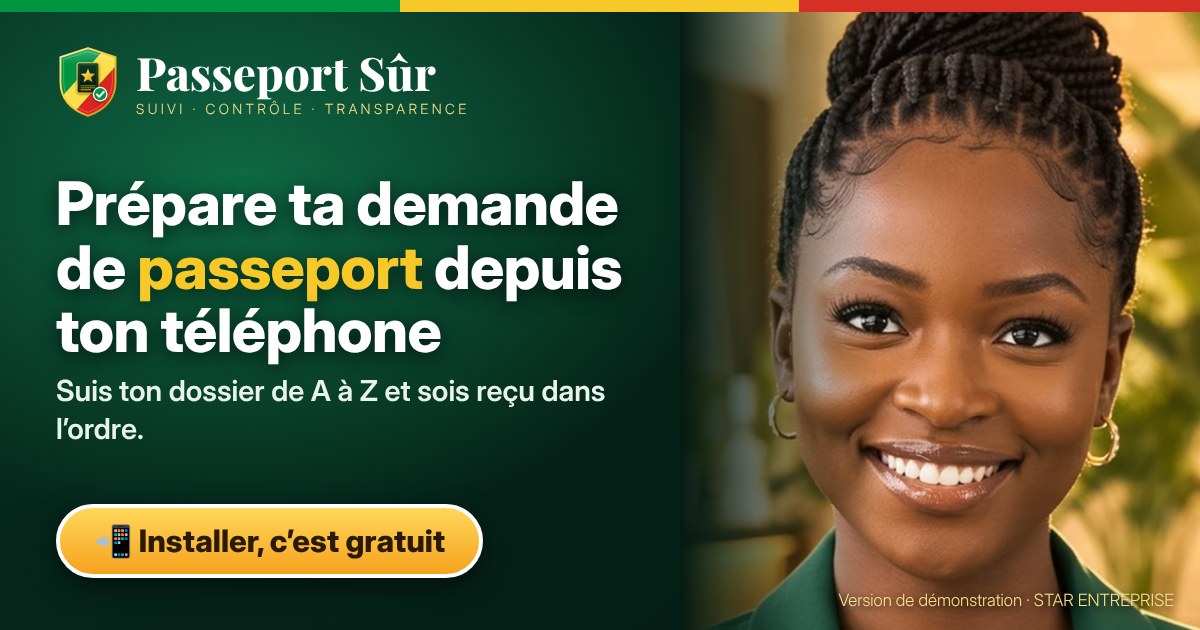 Passeport Sûr
SUIVI · CONTRÔLE · TRANSPARENCE
Prépare ta demande
de passeport depuis
ton téléphone
Suis ton dossier de A à Z et sois reçu dans
l’ordre.
Installer, c’est gratuit
Version de démonstration · STAR ENTREPRISE